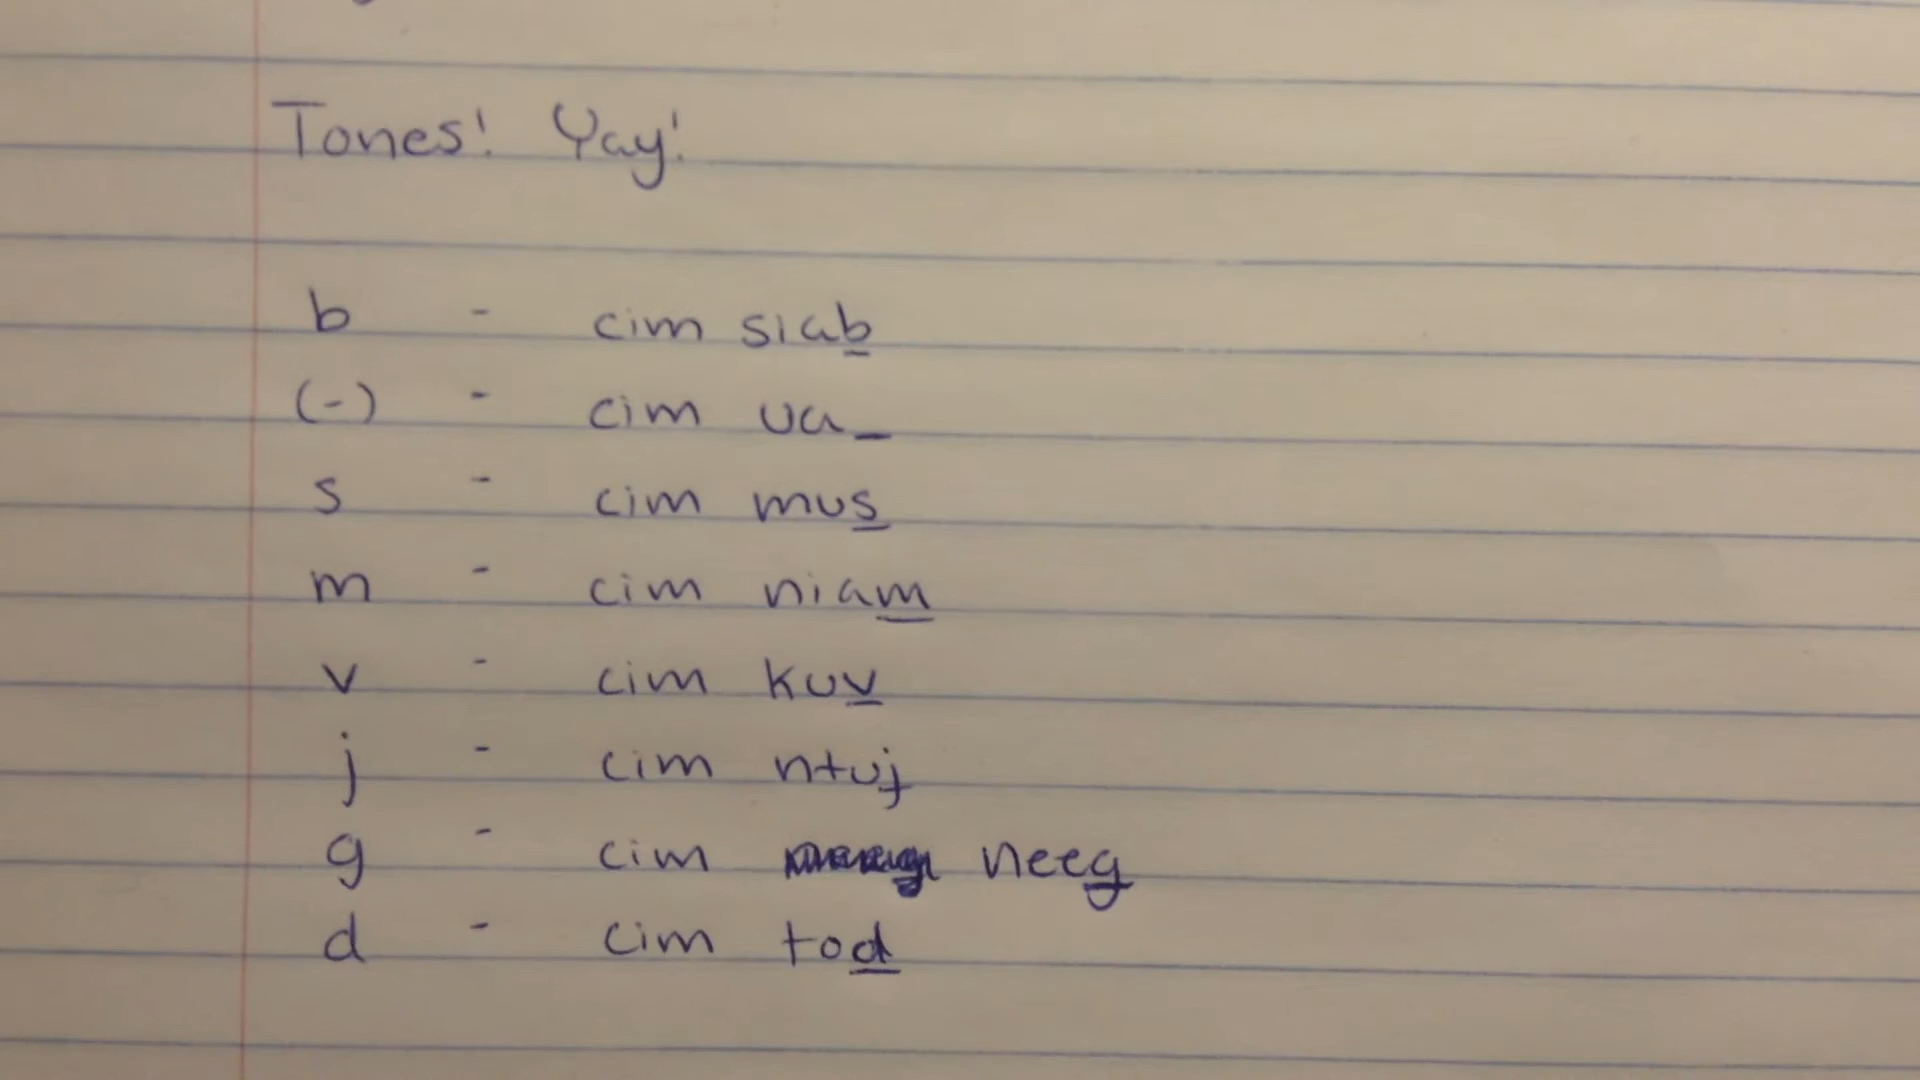 Tones! Yay!
b - cim siab
(-) - cim ua_
s - cim mus
m - cim niam
v - cim kuv
j - cim ntuj
g - cim neeg
d - cim tod